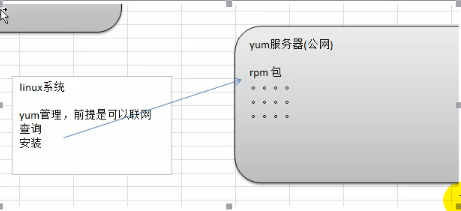 linux系统
yum管理，前提是可以联网
查询
安装
yum服务器(公网)
rpm 包
。。。。
。。。。
。。。。